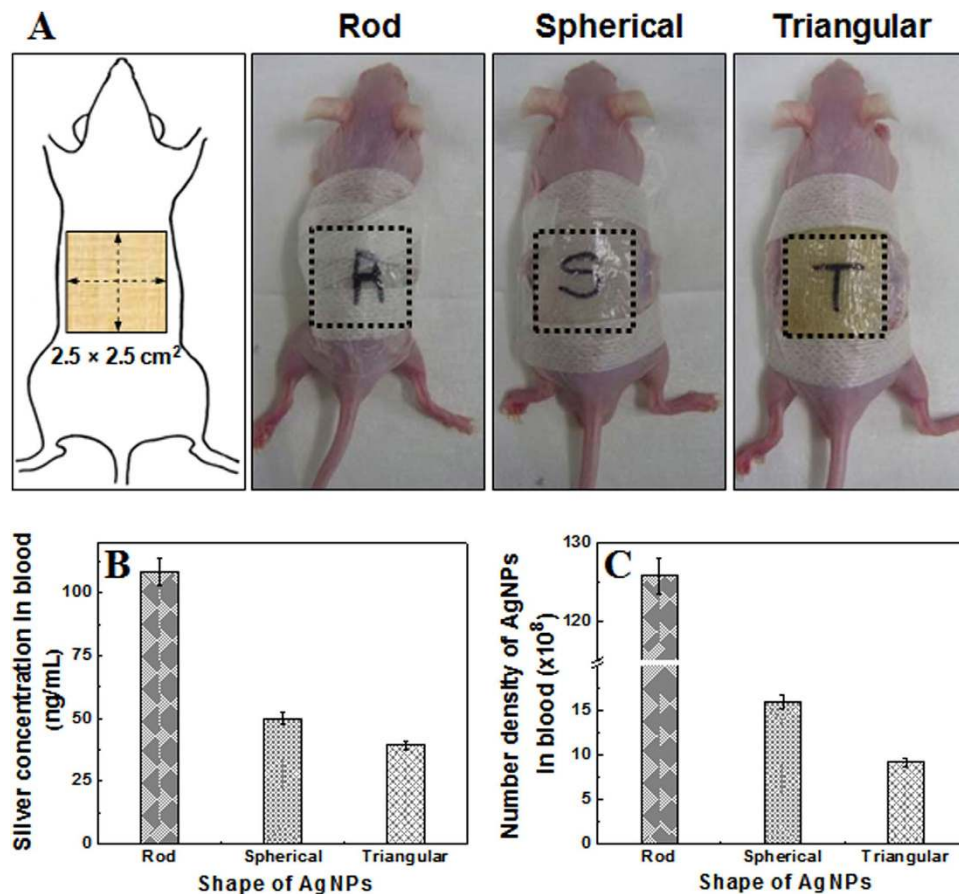 A
Rod Spherical Triangular
2.5 × 2.5 cm²
R
S
T
B
Silver concentration in blood
(ng/mL)
100
75
50
25
0
Rod Spherical Triangular
Shape of AgNPs
C
Number density of AgNPs
in blood (x10⁸)
130
120
15
10
5
0
Rod Spherical Triangular
Shape of AgNPs